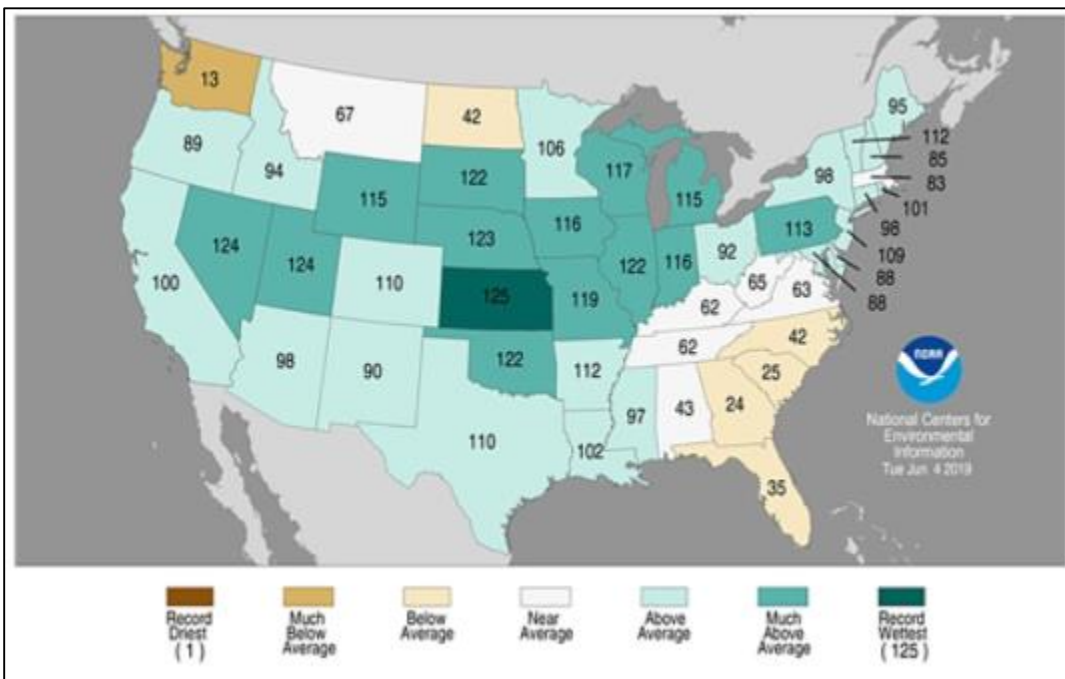 13
67
42
106
95
89
94
112
85
83
98
101
98
109
88
88
115
122
117
115
116
123
113
124
124
110
125
119
122
116
92
65
63
62
62
42
100
98
90
122
112
97
43
24
25
110
102
35
NOAA
National Centers for
Environmental
Information
Tue Jun 4 2019
Record
Driest
( 1 )
Much
Below
Average
Below
Average
Near
Average
Above
Average
Much
Above
Average
Record
Wettest
( 125 )